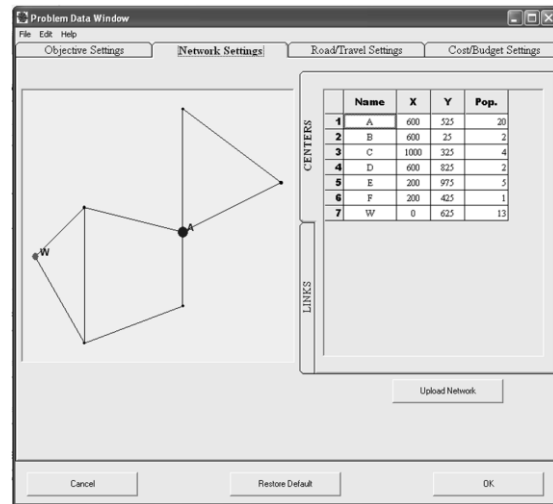 Problem Data Window
File Edit Help
Objective Settings Network Settings Road/Travel Settings Cost/Budget Settings
W
A
CENTERS
LINKS
Name X Y Pop.
1 A 600 525 20
2 B 600 25 2
3 C 1000 325 4
4 D 600 825 2
5 E 200 975 5
6 F 200 425 1
7 W 0 625 13
Upload Network
Cancel Restore Default OK